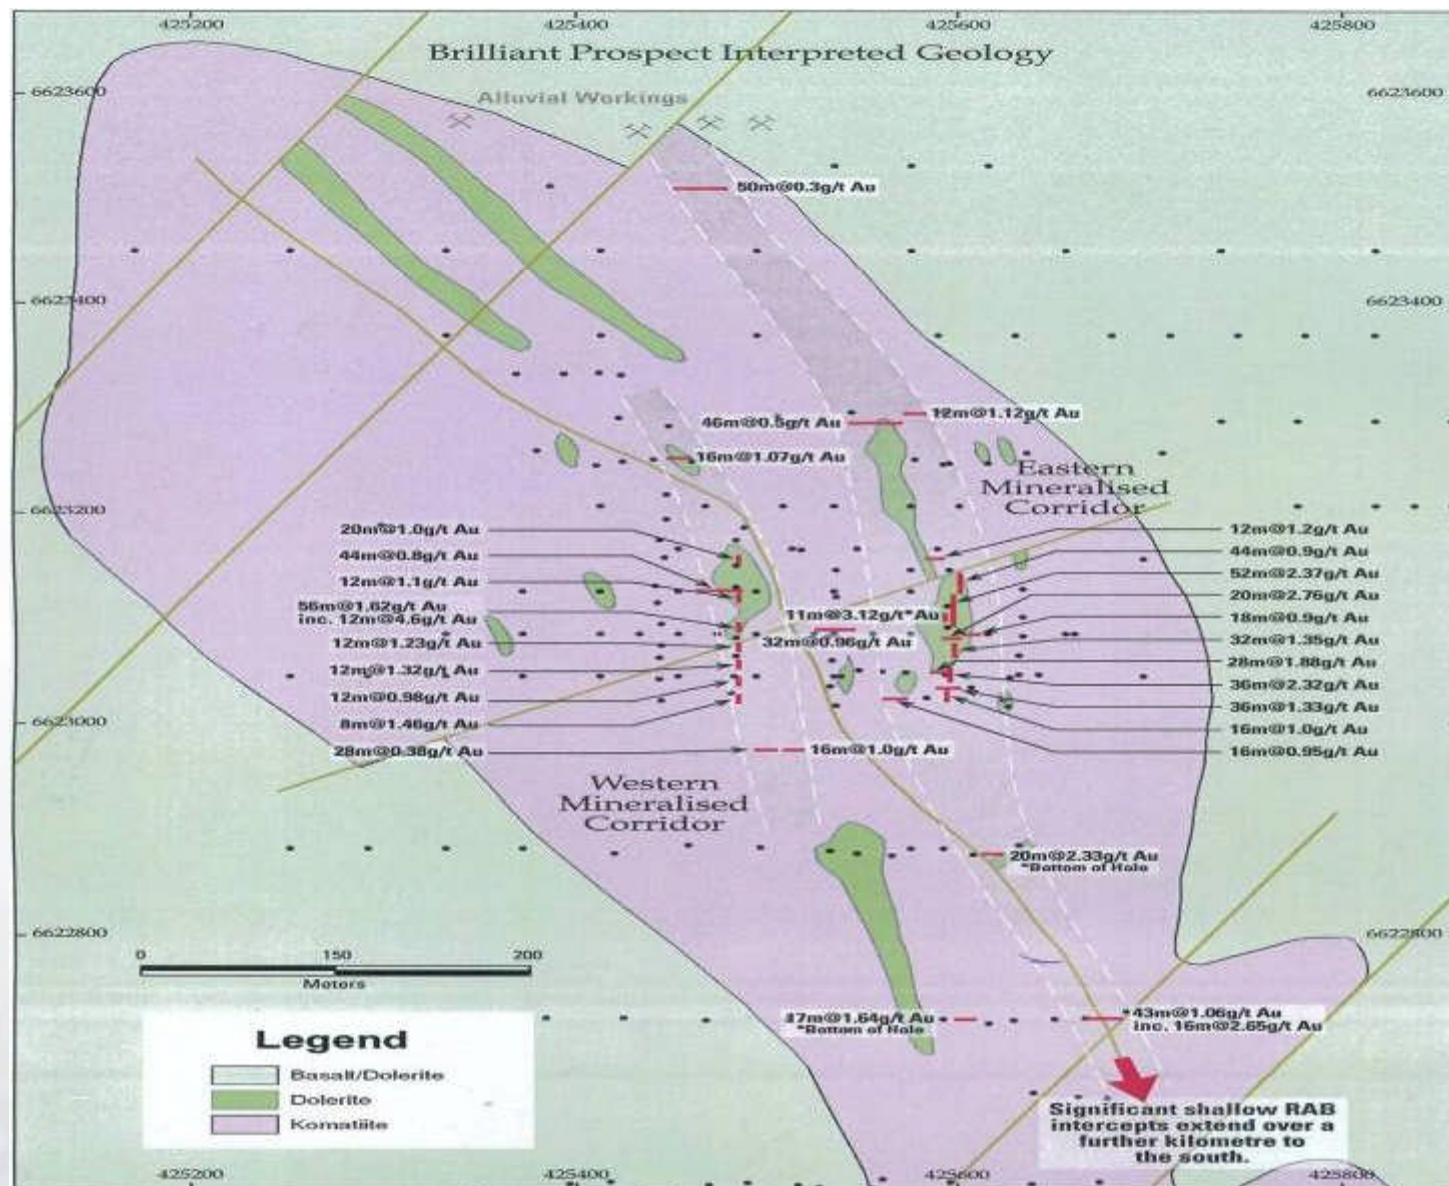 425200 425400 425600 425800
Brilliant Prospect Interpreted Geology
6623600 6623600
Alluvial Workings
50m@0.3g/t Au
6623400 6623400
12m@1.12g/t Au
46m@0.5g/t Au
16m@1.07g/t Au
Eastern
Mineralised
Corridor
6623200
20m@1.0g/t Au
44m@0.8g/t Au
12m@1.1g/t Au
56m@1.62g/t Au
inc. 12m@4.6g/t Au
12m@1.23g/t Au
12m@1.32g/t Au
12m@0.98g/t Au
8m@1.46g/t Au
28m@0.38g/t Au
11m@3.12g/t*Au
32m@0.96g/t Au
16m@1.0g/t Au
12m@1.2g/t Au
44m@0.9g/t Au
52m@2.37g/t Au
20m@2.76g/t Au
18m@0.9g/t Au
32m@1.35g/t Au
28m@1.88g/t Au
36m@2.32g/t Au
36m@1.33g/t Au
16m@1.0g/t Au
16m@0.95g/t Au
6623000
Western
Mineralised
Corridor
20m@2.33g/t Au
*Bottom of Hole
6622800 6622800
0 150 200
Meters
37m@1.64g/t Au
*Bottom of Hole
*43m@1.06g/t Au
inc. 16m@2.65g/t Au
Legend
Basalt/Dolerite
Dolerite
Komatiite
Significant shallow RAB
intercepts extend over a
further kilometre to
the south.
425200 425400 425600 425800